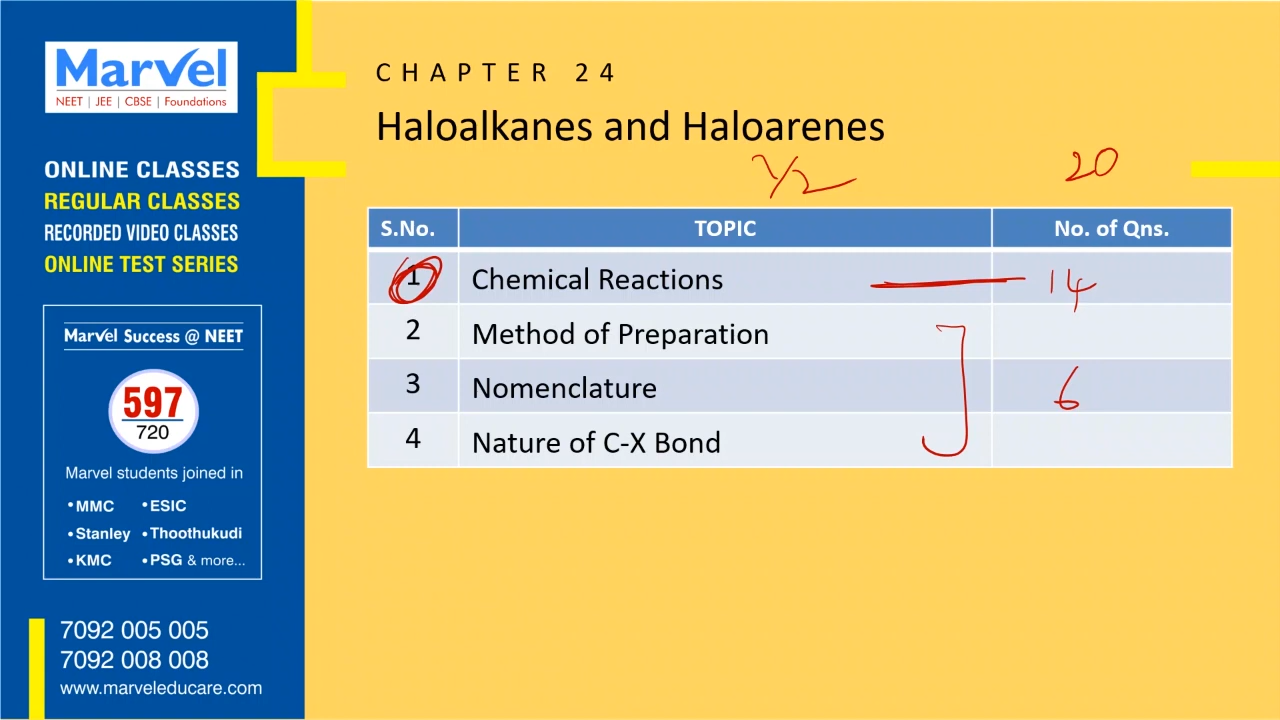 Marvel
NEET | JEE | CBSE | Foundations
ONLINE CLASSES
REGULAR CLASSES
RECORDED VIDEO CLASSES
ONLINE TEST SERIES
Marvel Success @ NEET
597
720
Marvel students joined in
• MMC • ESIC
• Stanley • Thoothukudi
• KMC • PSG & more...
7092 005 005
7092 008 008
www.marveleducare.com
CHAPTER 24
Haloalkanes and Haloarenes
1/2 20
S.No. TOPIC No. of Qns.
1 Chemical Reactions 14
2 Method of Preparation
3 Nomenclature 6
4 Nature of C-X Bond